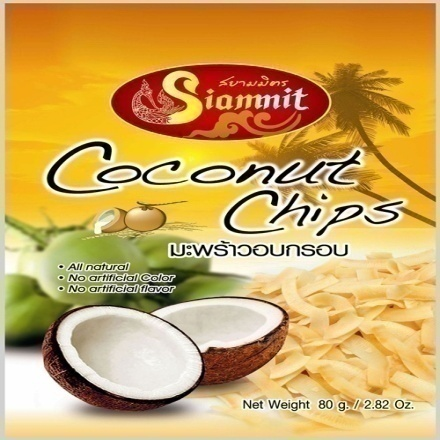 สยามมิตร
Siammit
Coconut
Chips
มะพร้าวอบกรอบ
• All natural
• No artificial Color
• No artificial flavor
Net Weight 80 g. / 2.82 Oz.